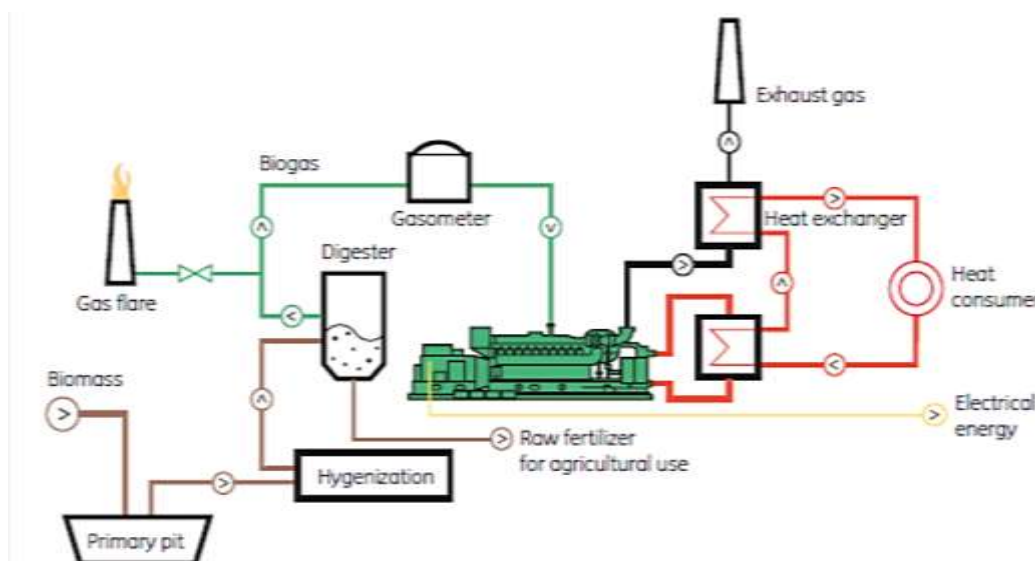 Exhaust gas
Biogas
Gasometer
Heat exchanger
Digester
Gas flare
Heat
consumer
Biomass
Electrical
energy
Raw fertilizer
for agricultural use
Hygenization
Primary pit